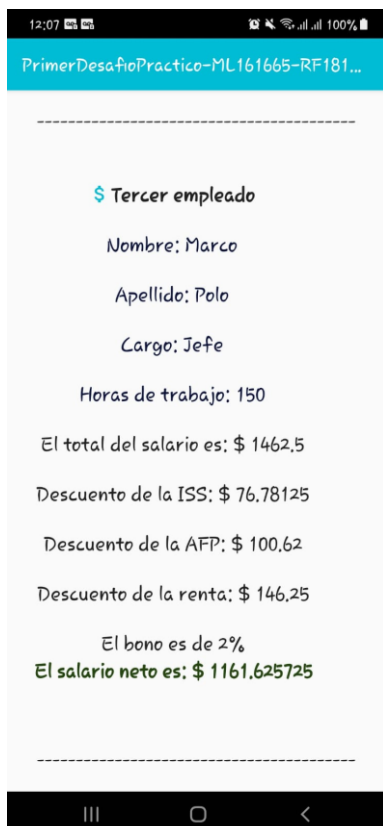 12:07 100%
PrimerDesafioPractico-ML161665-RF181...
-----------------------------------------
$ Tercer empleado
Nombre: Marco
Apellido: Polo
Cargo: Jefe
Horas de trabajo: 150
El total del salario es: $ 1462.5
Descuento de la ISS: $ 76.78125
Descuento de la AFP: $ 100.62
Descuento de la renta: $ 146.25
El bono es de 2%
El salario neto es: $ 1161.625725
-----------------------------------------